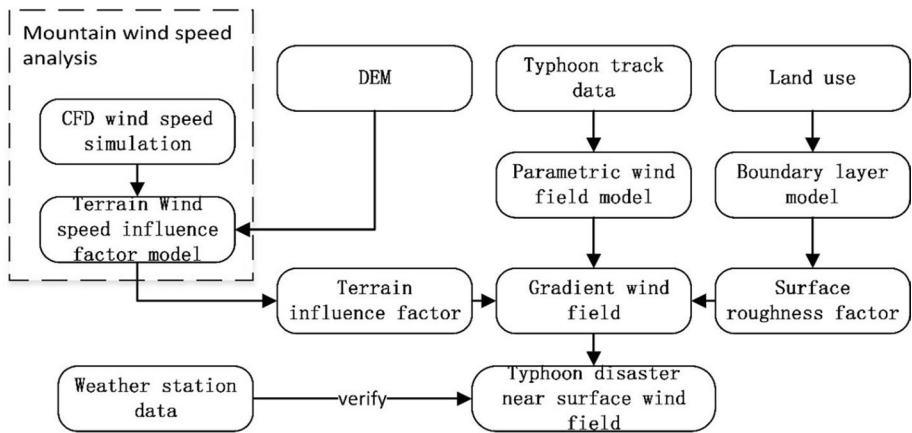 Mountain wind speed
analysis
CFD wind speed
simulation
Terrain Wind
speed influence
factor model
DEM
Typhoon track
data
Land use
Parametric wind
field model
Boundary layer
model
Terrain
influence factor
Gradient wind
field
Surface
roughness factor
Weather station
data
verify
Typhoon disaster
near surface wind
field